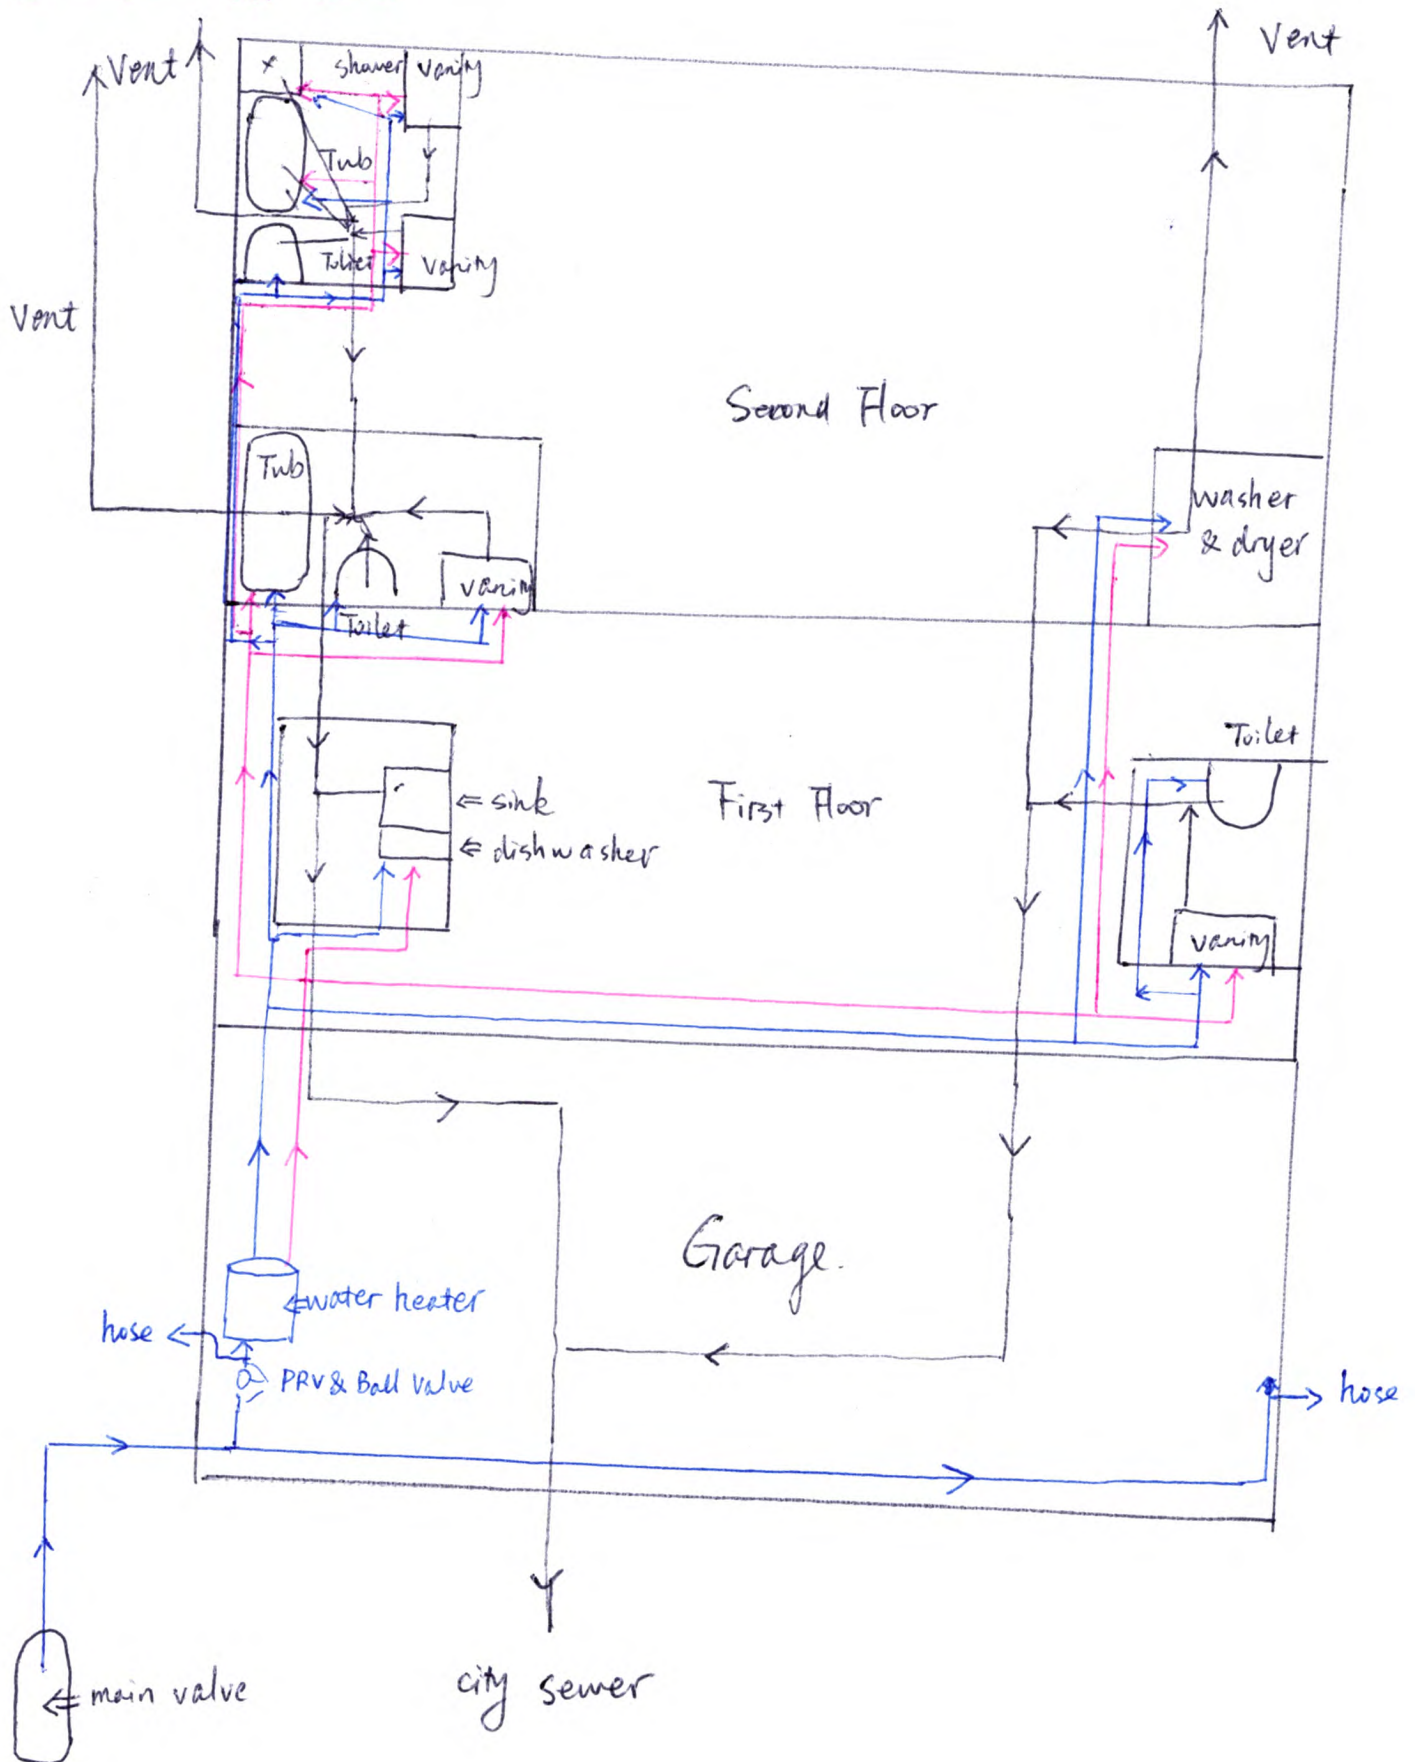 Vent
Vent
shower
Vanity
Tub
Vent
Toliet
Vanity
Second Floor
Tub
washer
& dryer
Vanity
Toilet
Toilet
⇐ sink
First Floor
⇐ dishwasher
vanity
Garage.
⇐ water heater
hose
PRV & Ball Valve
hose
⇐ main valve
city sewer